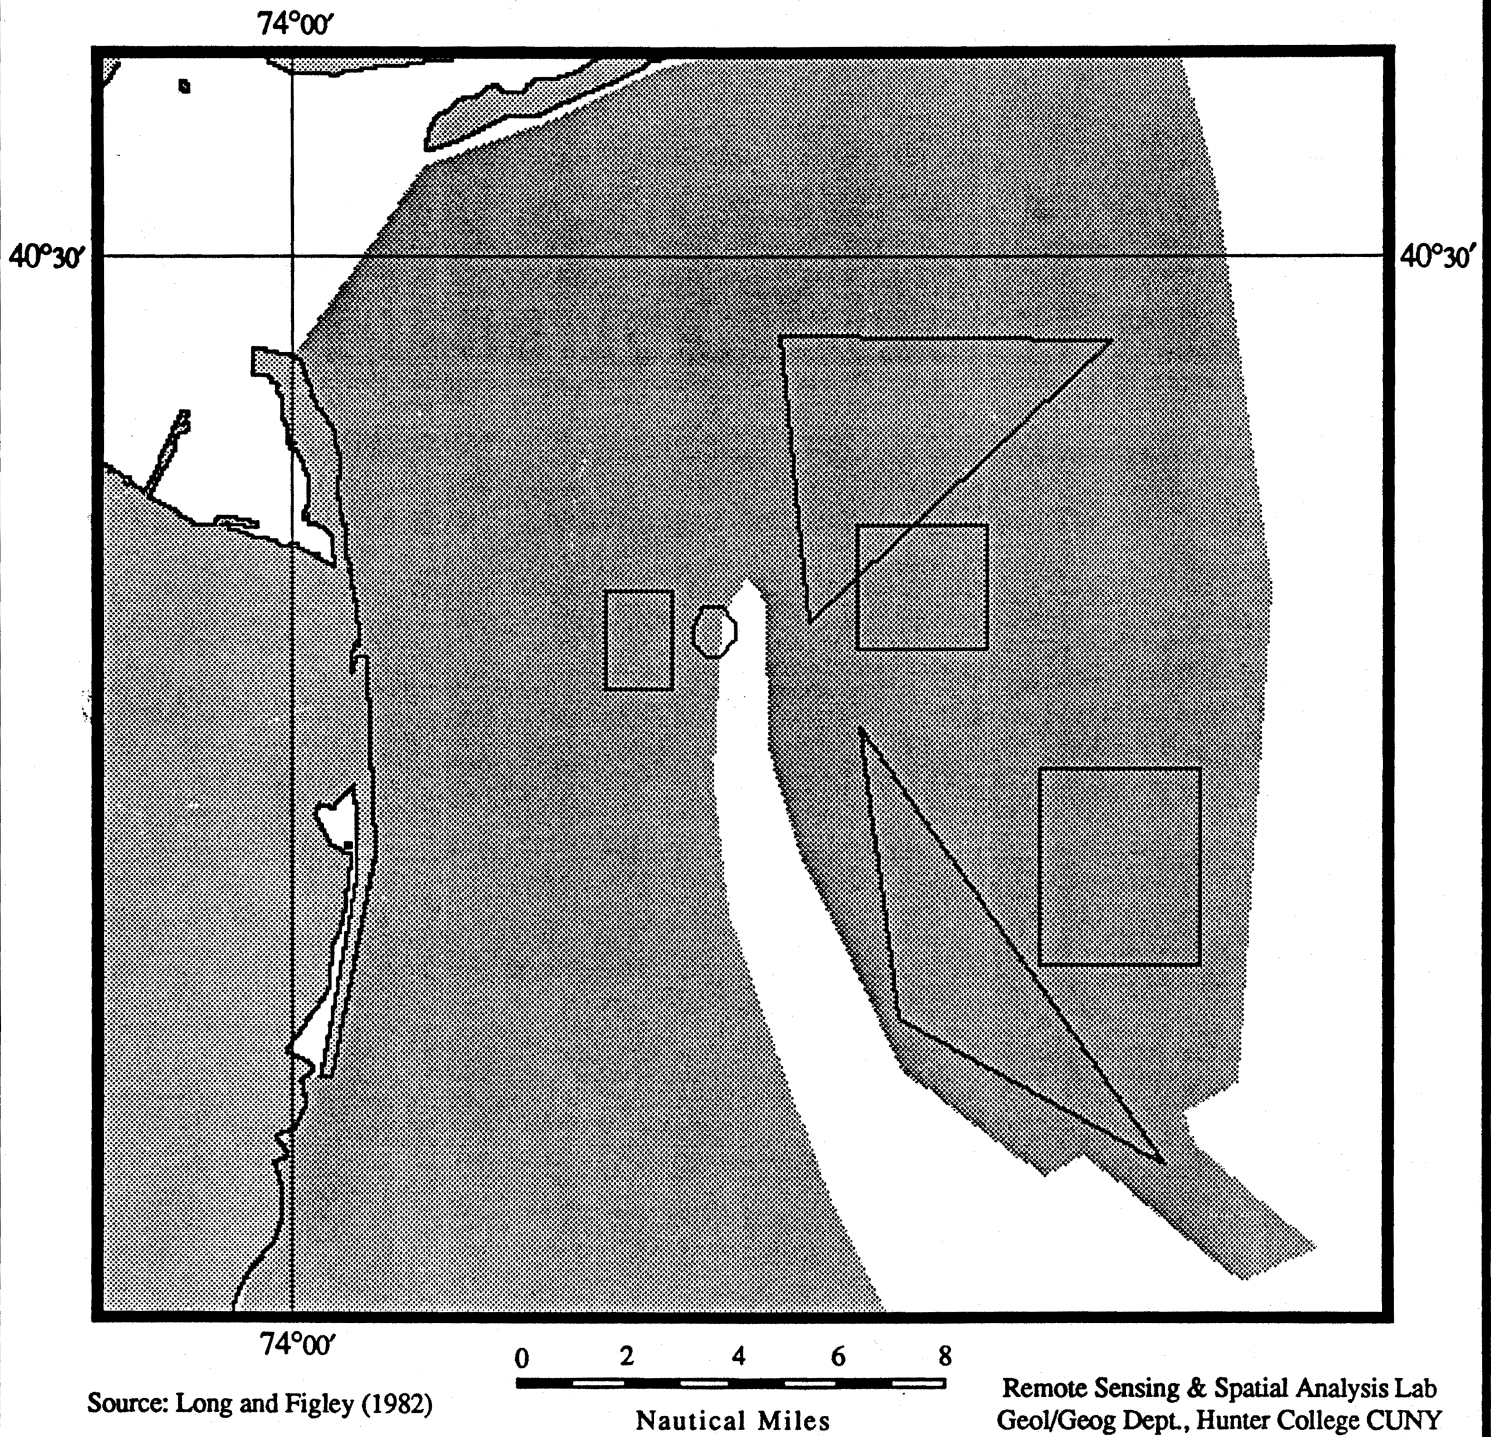 74°00′
40°30′
40°30′
74°00′
0 2 4 6 8
Nautical Miles
Source: Long and Figley (1982)
Remote Sensing & Spatial Analysis Lab
Geol/Geog Dept., Hunter College CUNY